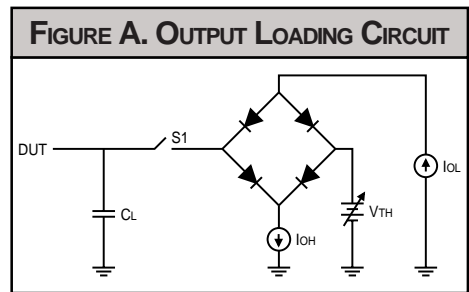 FIGURE A. OUTPUT LOADING CIRCUIT
DUT
S1
CL
IOH
VTH
IOL